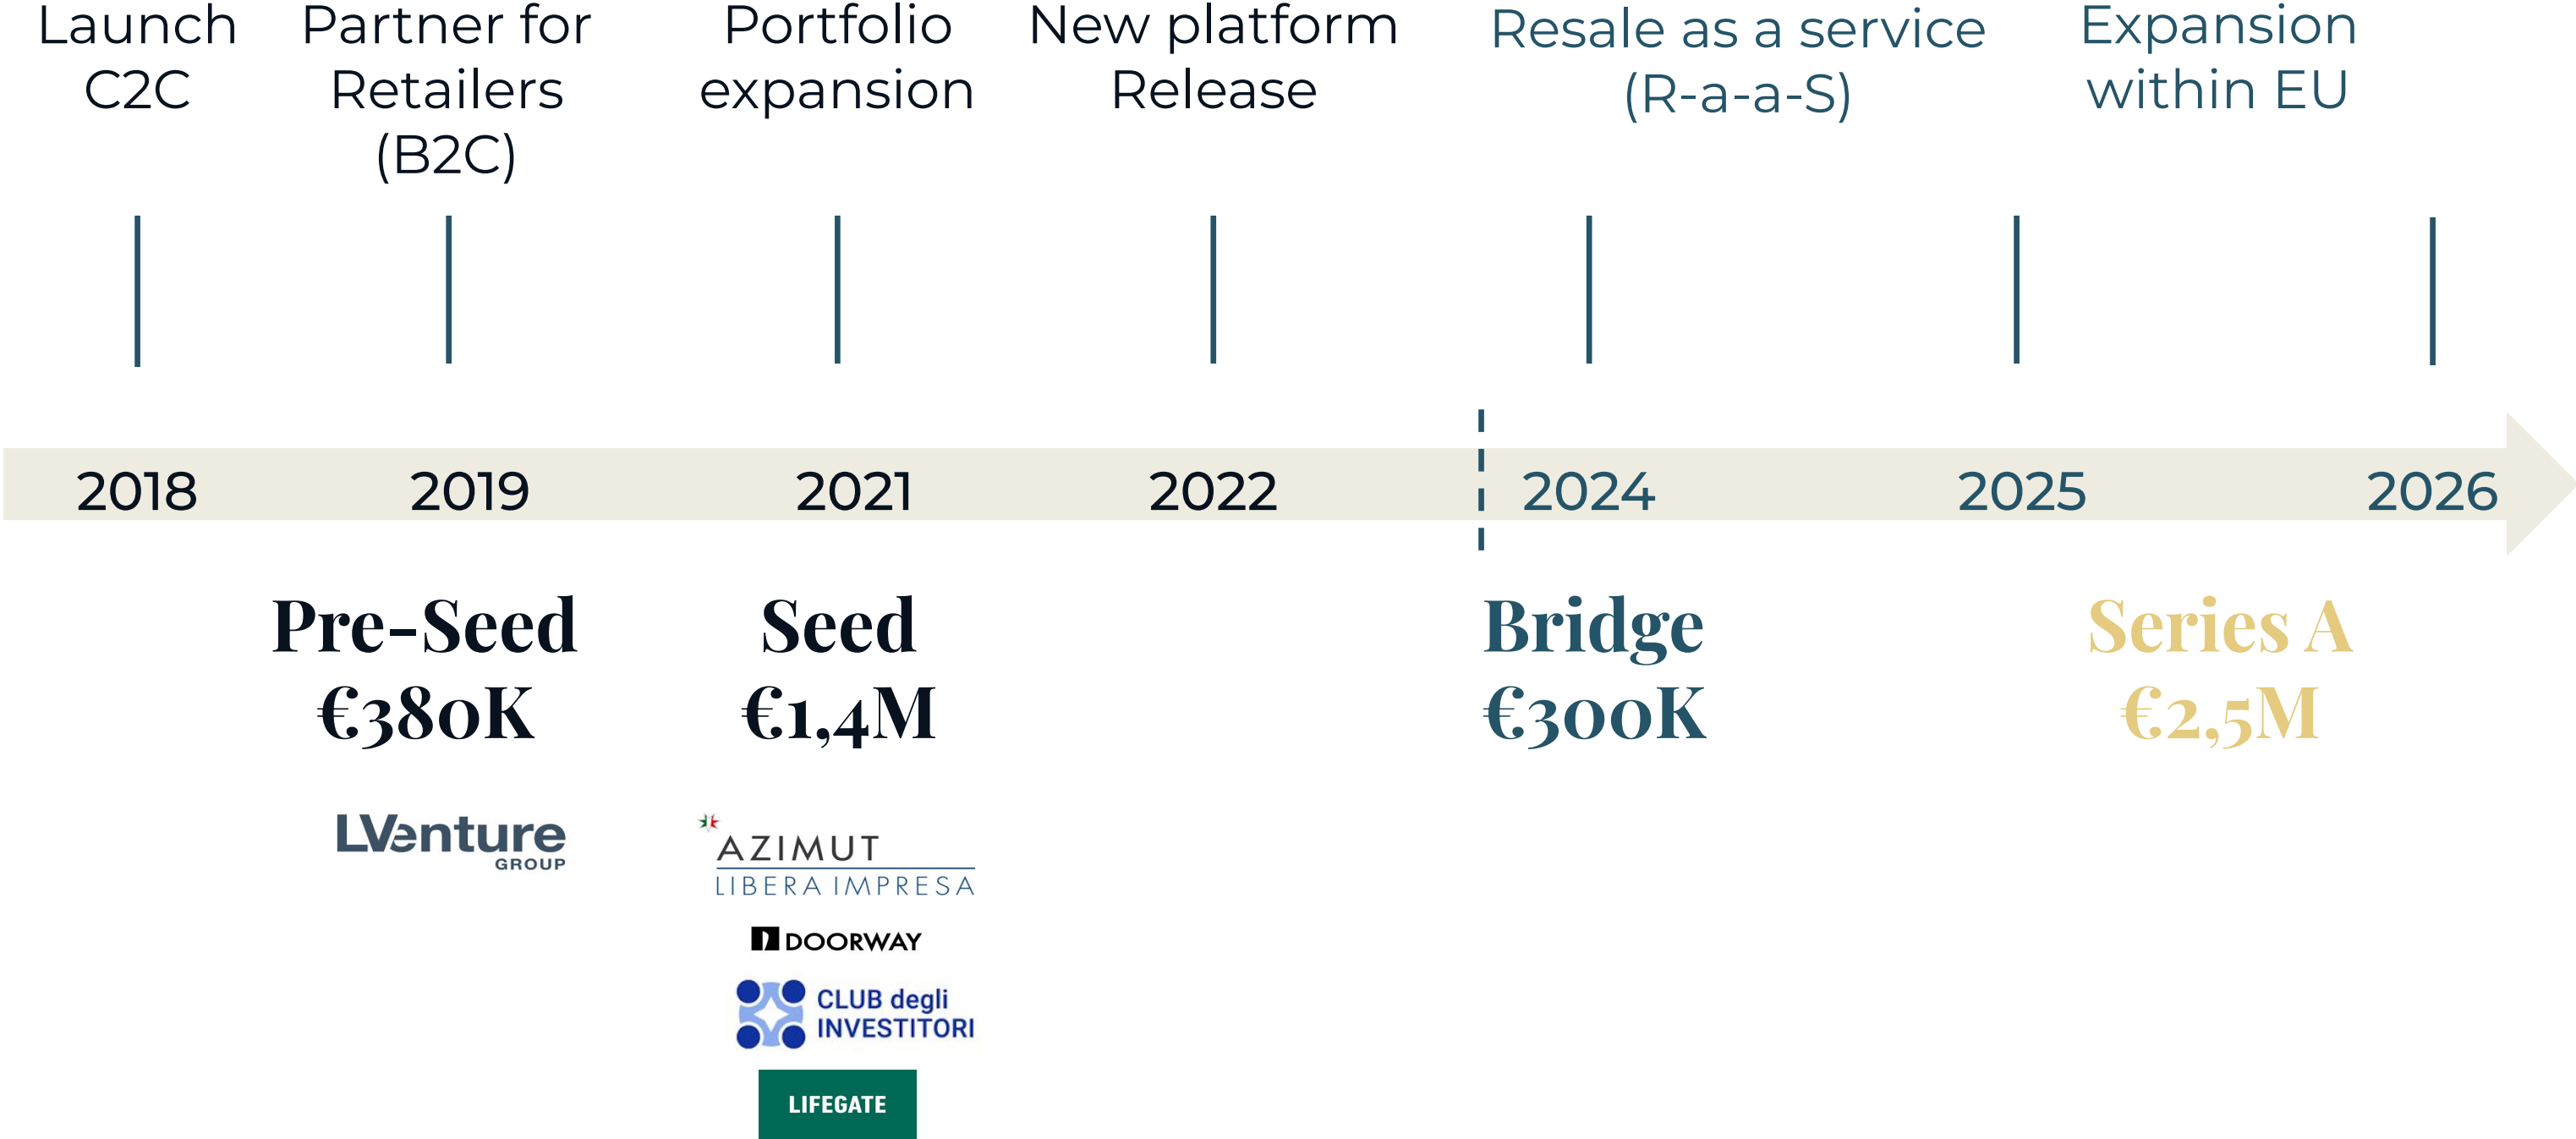 Launch
C2C
Partner for
Retailers
(B2C)
Portfolio
expansion
New platform
Release
Resale as a service
(R-a-a-S)
Expansion
within EU
2018
2019
2021
2022
2024
2025
2026
Pre-Seed
€380K
Seed
€1,4M
Bridge
€300K
Series A
€2,5M
LVenture
GROUP
AZIMUT
LIBERA IMPRESA
DOORWAY
CLUB degli
INVESTITORI
LIFEGATE